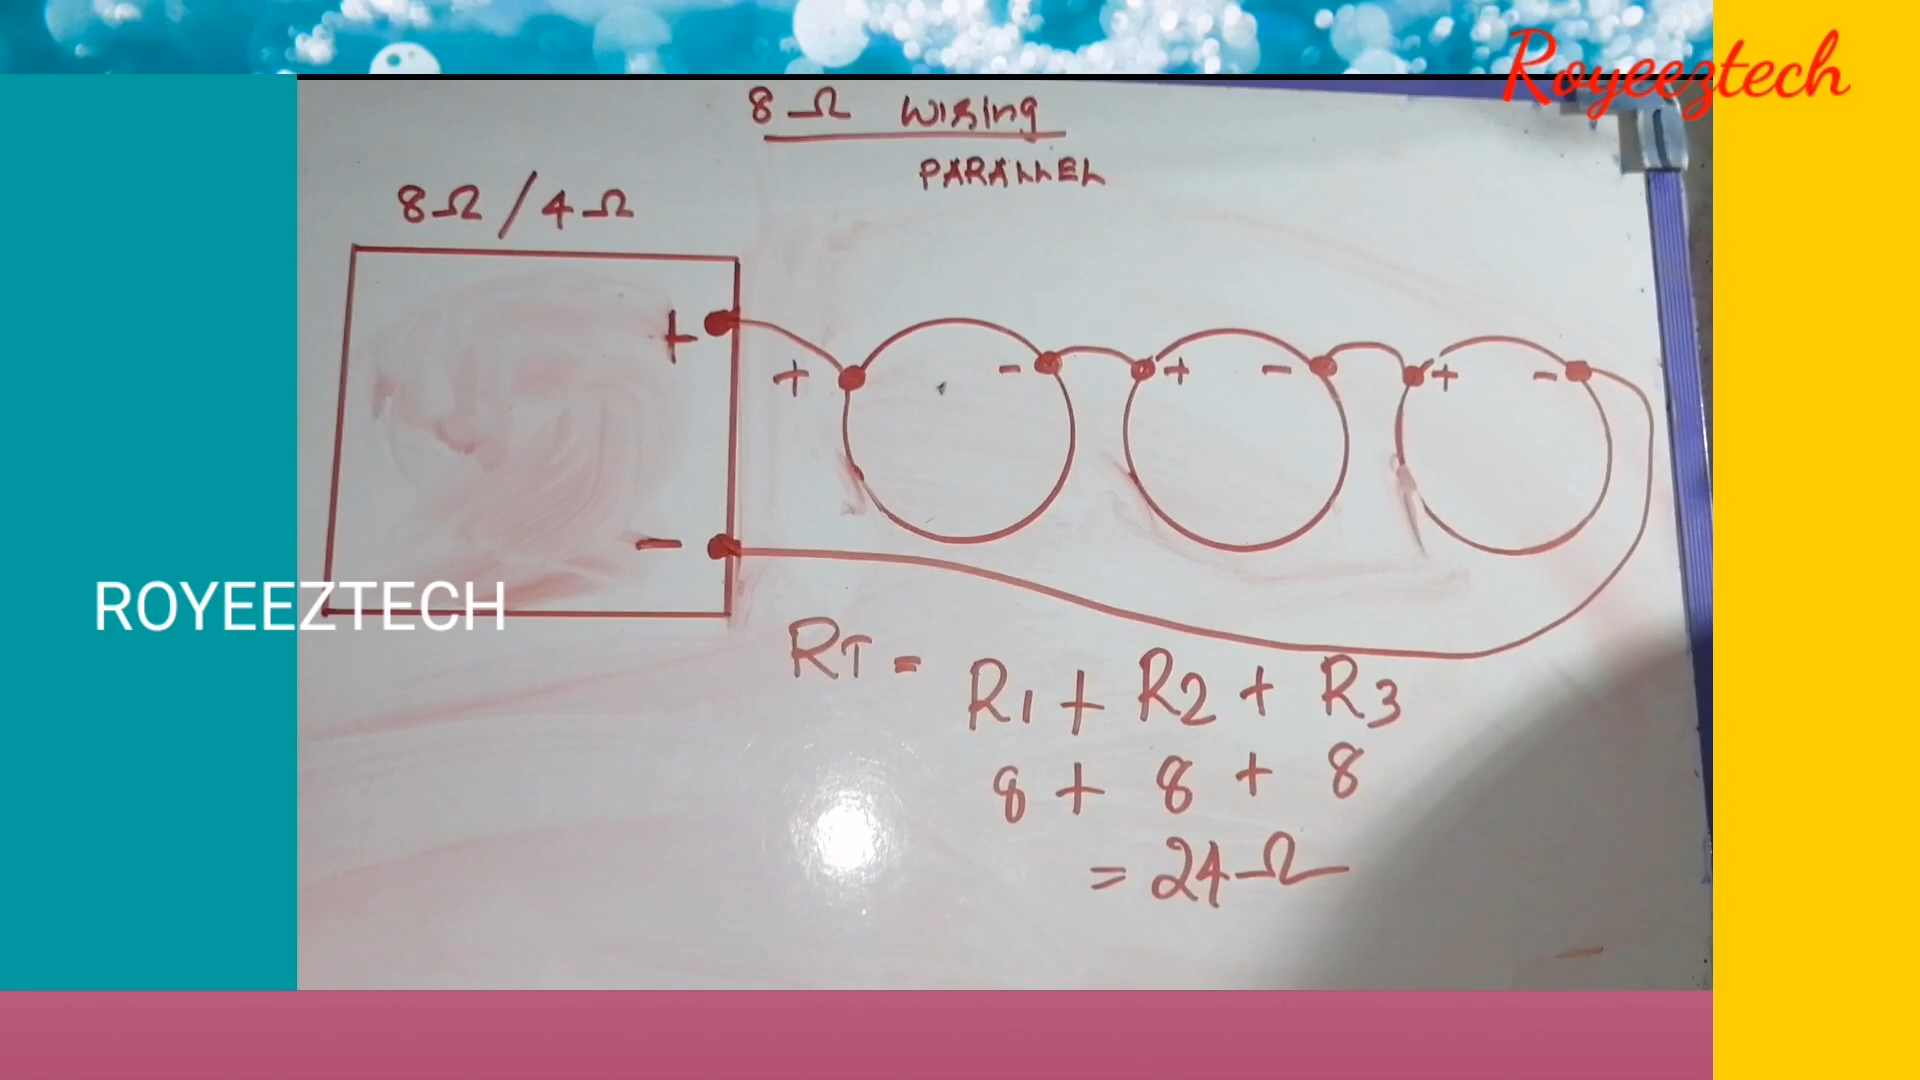 Royeeztech
8Ω Wiring
PARALLEL
8Ω / 4Ω
+
+ - + - + -
-
ROYEEZTECH
RT = R1 + R2 + R3
8 + 8 + 8
= 24Ω